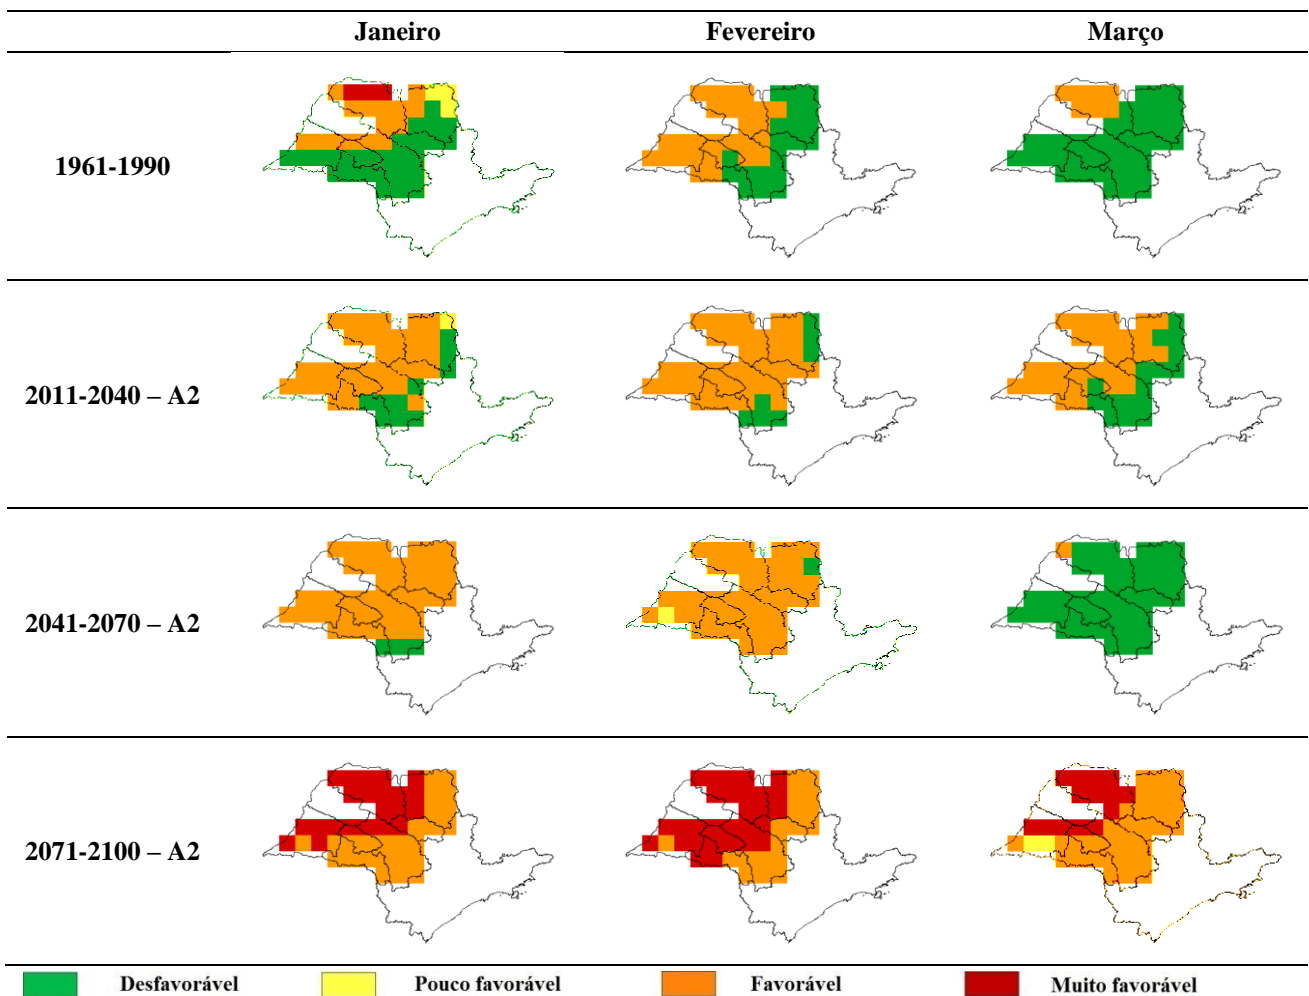 Janeiro Fevereiro Março
1961-1990
2011-2040 – A2
2041-2070 – A2
2071-2100 – A2
Desfavorável Pouco favorável Favorável Muito favorável